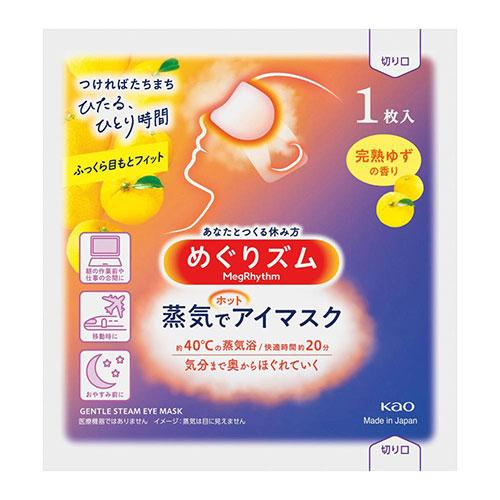 切り口
つければたちまち
ひたる、
ひとり時間
1枚入
ふっくら目もとフィット
完熟ゆず
の香り
あなたとつくる休み方
めぐりズム
MegRhythm
ホット
蒸気でアイマスク
約40℃の蒸気浴/快適時間約20分
気分まで奥からほぐれていく
朝の作業前や
仕事の合間に
移動時に
おやすみ前に
GENTLE STEAM EYE MASK
医療機器ではありません イメージ:蒸気は目に見えません
Kao
Made in Japan
切り口